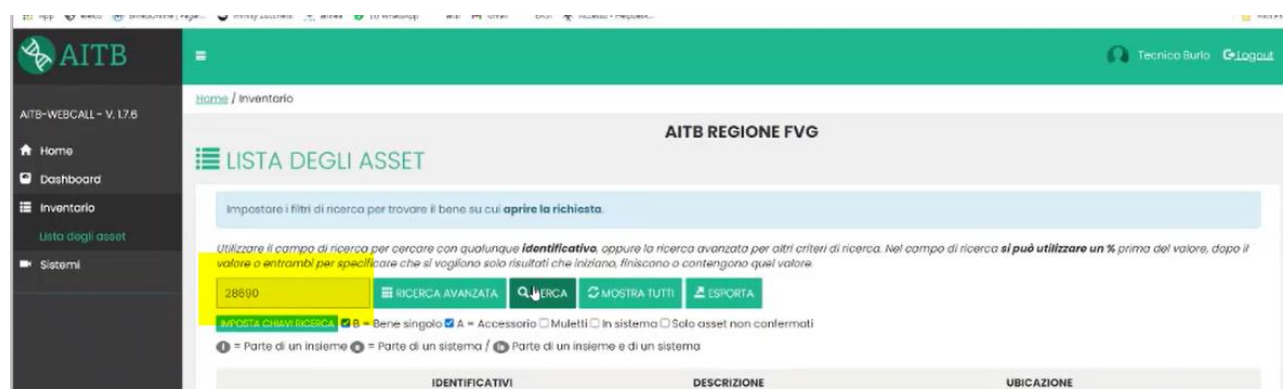 AITB
Tecnico Burlo Logout
AITB-WEBCALL - V. 1.7.6
Home
Dashboard
Inventario
Lista degli asset
Sistemi
Home / Inventario
AITB REGIONE FVG
LISTA DEGLI ASSET
Impostare i filtri di ricerca per trovare il bene su cui aprire la richiesta.
Utilizzare il campo di ricerca per cercare con qualunque identificativo, oppure la ricerca avanzata per altri criteri di ricerca. Nel campo di ricerca si può utilizzare un % prima del valore, dopo il
valore o entrambi per specificare che si vogliono solo risultati che iniziano, finiscono o contengono quel valore.
28690 RICERCA AVANZATA CERCA MOSTRA TUTTI ESPORTA
IMPOSTA CHIAVI RICERCA B = Bene singolo A = Accessorio Muletti In sistema Solo asset non confermati
= Parte di un insieme = Parte di un sistema / Parte di un insieme e di un sistema
IDENTIFICATIVI DESCRIZIONE UBICAZIONE